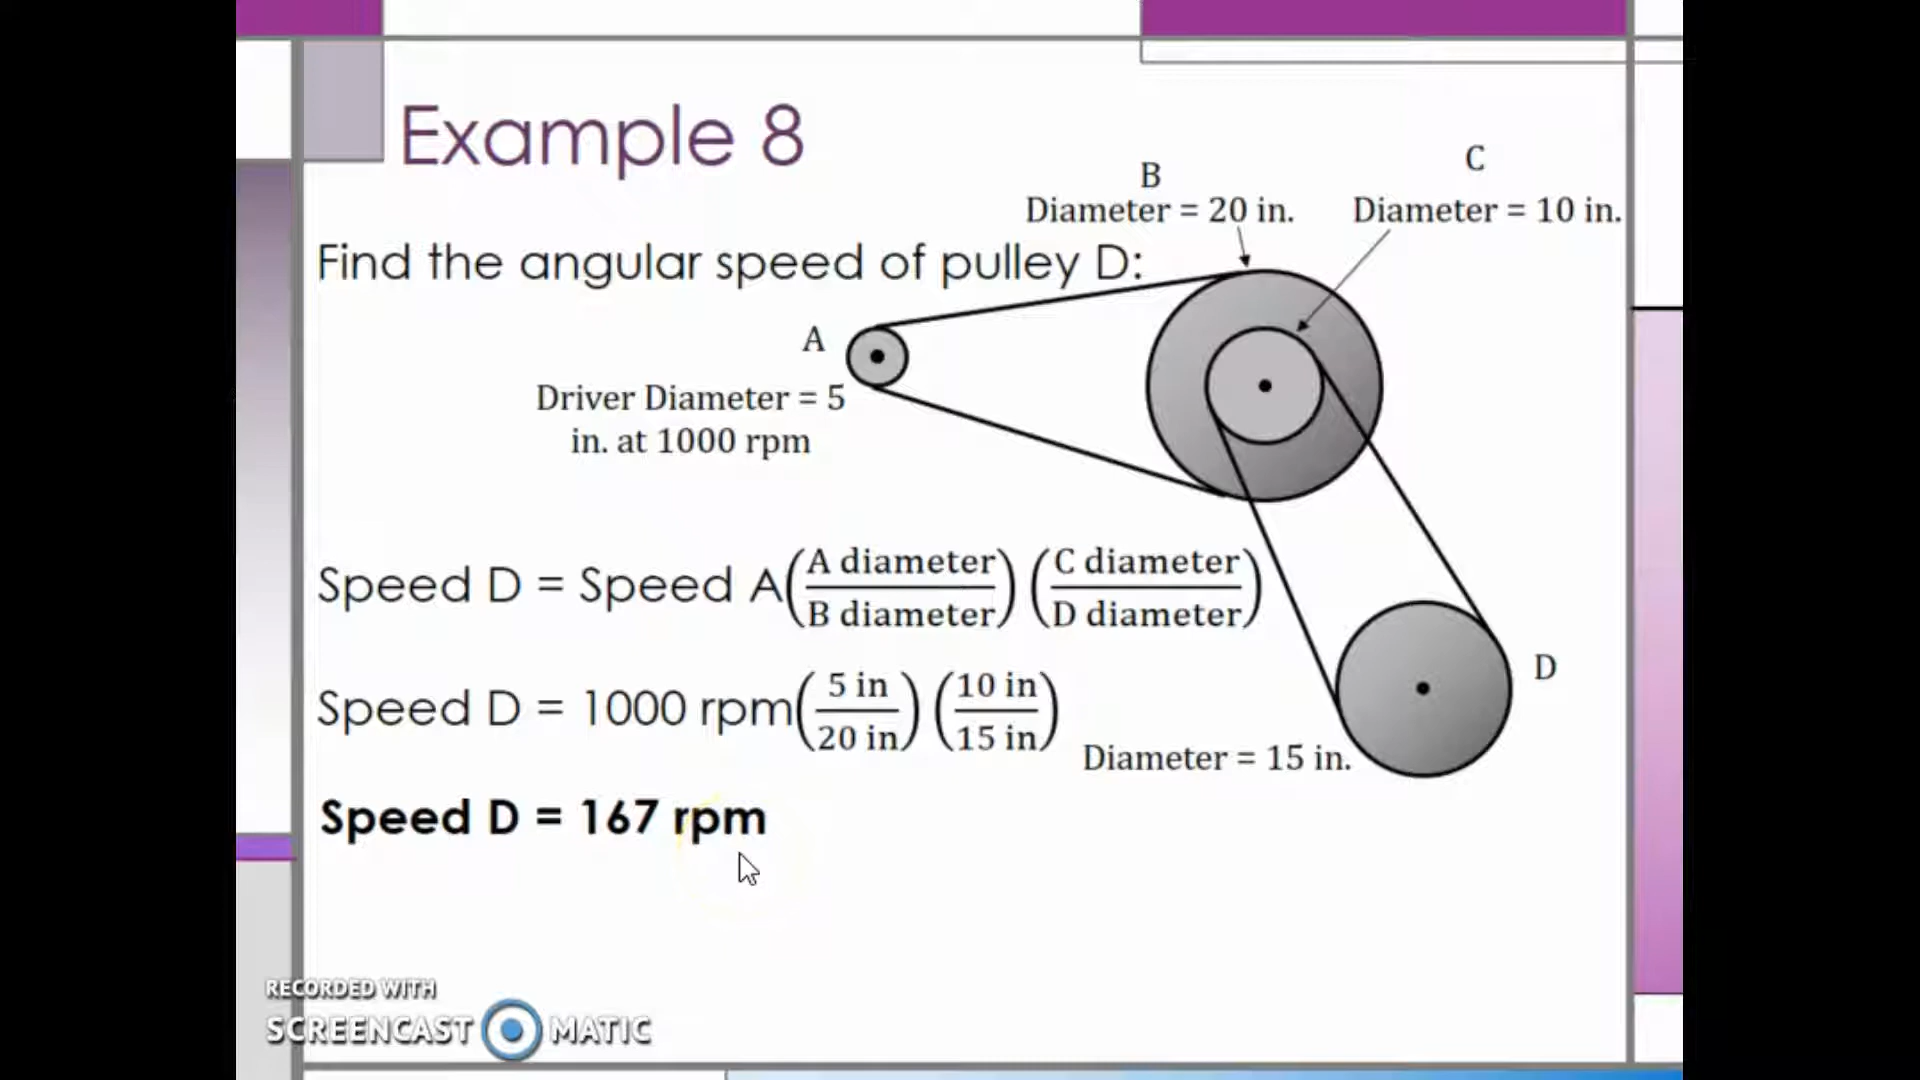 Example 8
B
Diameter = 20 in.
C
Diameter = 10 in.
Find the angular speed of pulley D:
A
Driver Diameter = 5
in. at 1000 rpm
Speed D = Speed A(A diameter/B diameter)(C diameter/D diameter)
Speed D = 1000 rpm(5 in/20 in)(10 in/15 in)
D
Diameter = 15 in.
Speed D = 167 rpm
RECORDED WITH
SCREENCAST MATIC